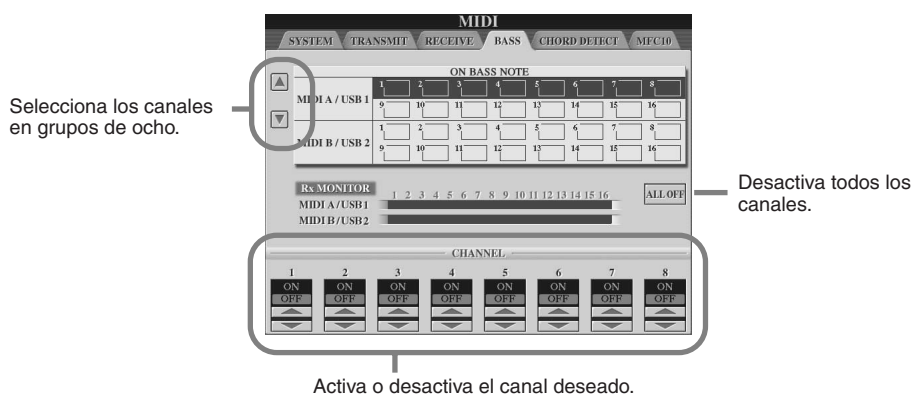 MIDI
SYSTEM TRANSMIT RECEIVE BASS CHORD DETECT MFC10
ON BASS NOTE
Selecciona los canales
en grupos de ocho.
MIDI A / USB 1
1 2 3 4 5 6 7 8
9 10 11 12 13 14 15 16
MIDI B / USB 2
1 2 3 4 5 6 7 8
9 10 11 12 13 14 15 16
Rx MONITOR
1 2 3 4 5 6 7 8 9 10 11 12 13 14 15 16
MIDI A / USB1
MIDI B / USB2
ALL OFF
Desactiva todos los
canales.
CHANNEL
1 2 3 4 5 6 7 8
ON ON ON ON ON ON ON ON
OFF OFF OFF OFF OFF OFF OFF OFF
Activa o desactiva el canal deseado.